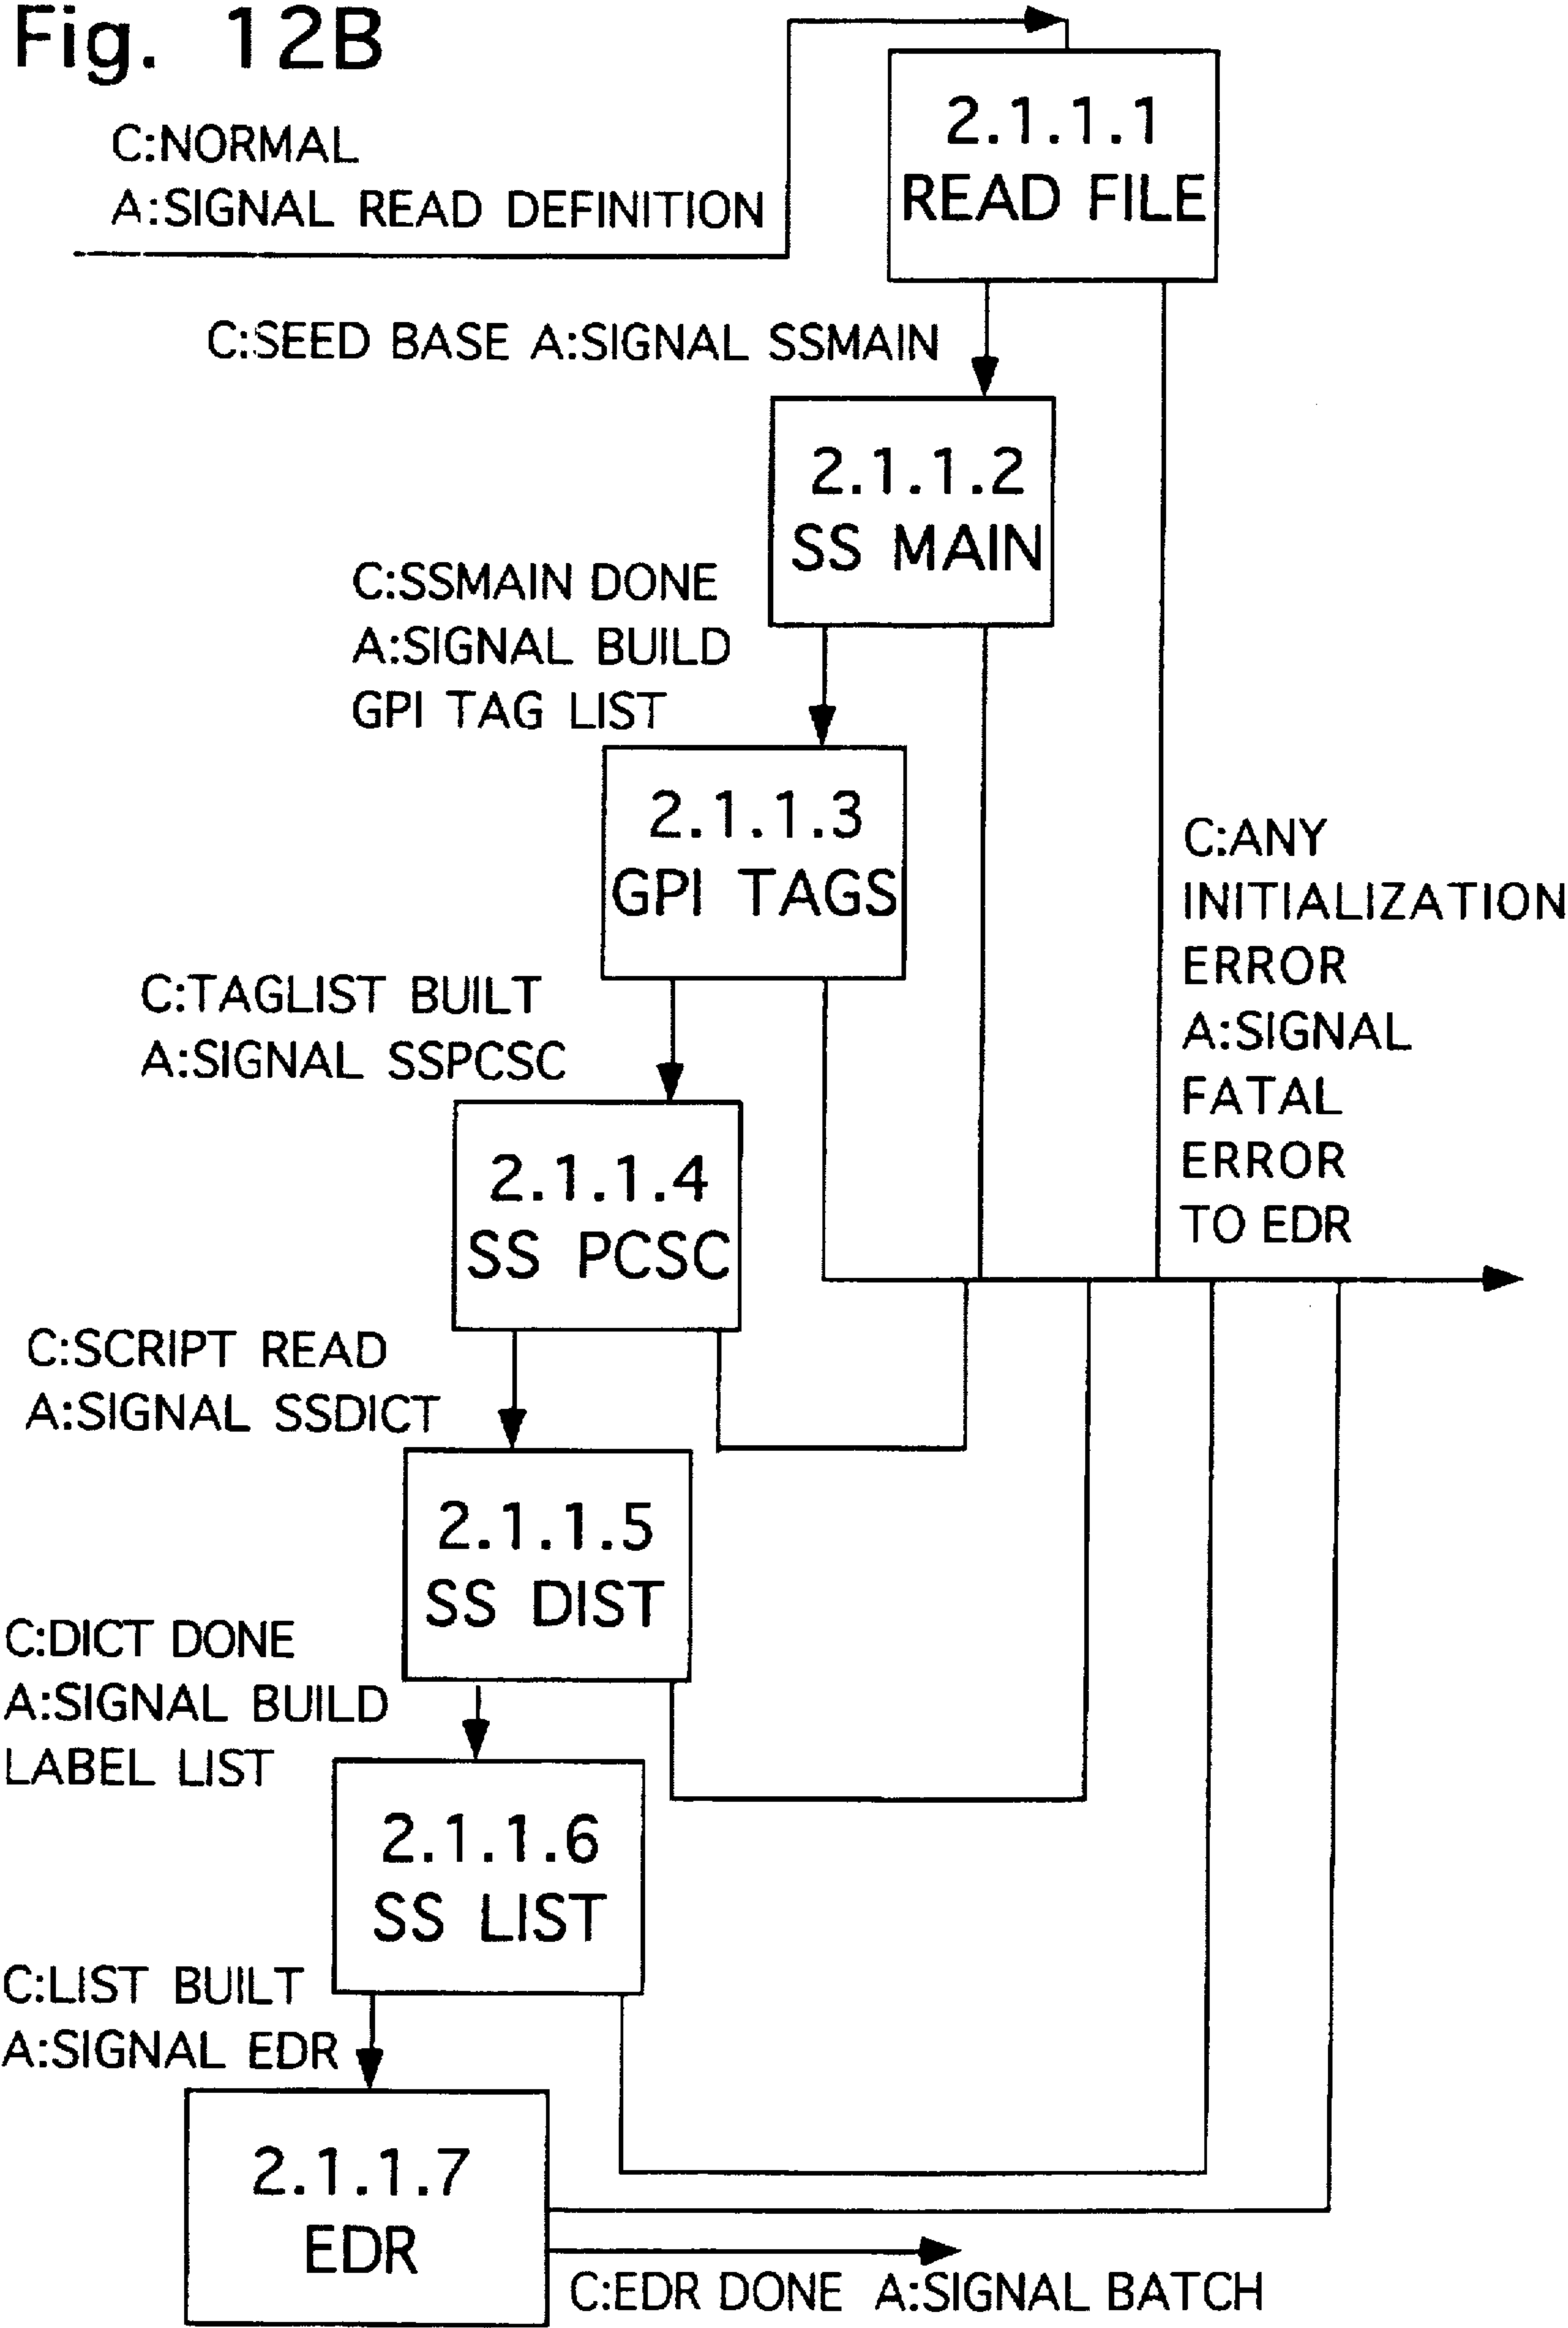 Fig. 12B
C:NORMAL
A:SIGNAL READ DEFINITION
2.1.1.1
READ FILE
C:SEED BASE A:SIGNAL SSMAIN
2.1.1.2
SS MAIN
C:SSMAIN DONE
A:SIGNAL BUILD
GPI TAG LIST
2.1.1.3
GPI TAGS
C:ANY
INITIALIZATION
ERROR
A:SIGNAL
FATAL
ERROR
TO EDR
C:TAGLIST BUILT
A:SIGNAL SSPCSC
2.1.1.4
SS PCSC
C:SCRIPT READ
A:SIGNAL SSDICT
2.1.1.5
SS DIST
C:DICT DONE
A:SIGNAL BUILD
LABEL LIST
2.1.1.6
SS LIST
C:LIST BUILT
A:SIGNAL EDR
2.1.1.7
EDR
C:EDR DONE A:SIGNAL BATCH